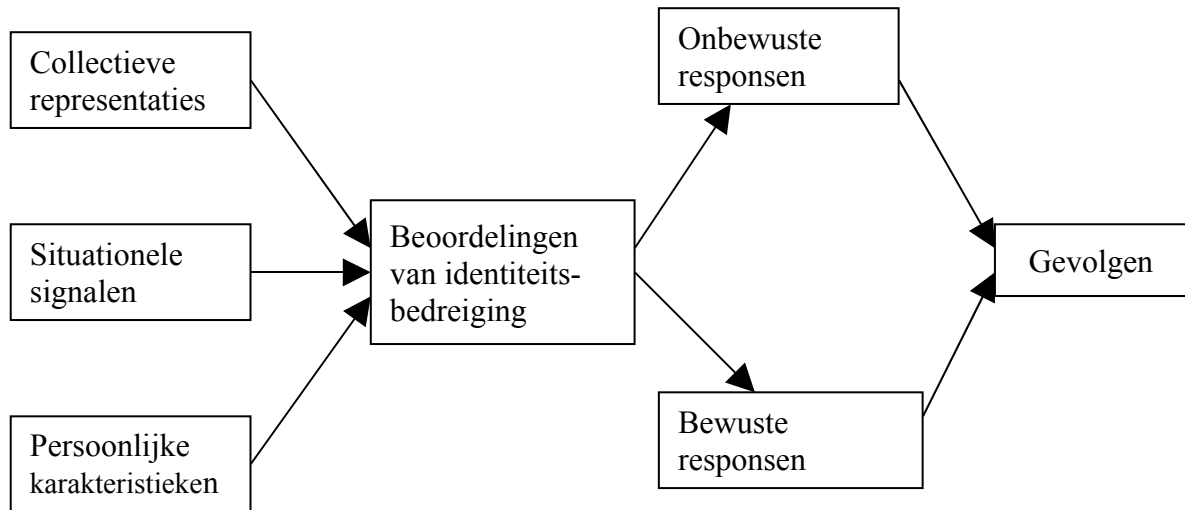 Collectieve
representaties
Situationele
signalen
Persoonlijke
karakteristieken
Beoordelingen
van identiteits-
bedreiging
Onbewuste
responsen
Bewuste
responsen
Gevolgen